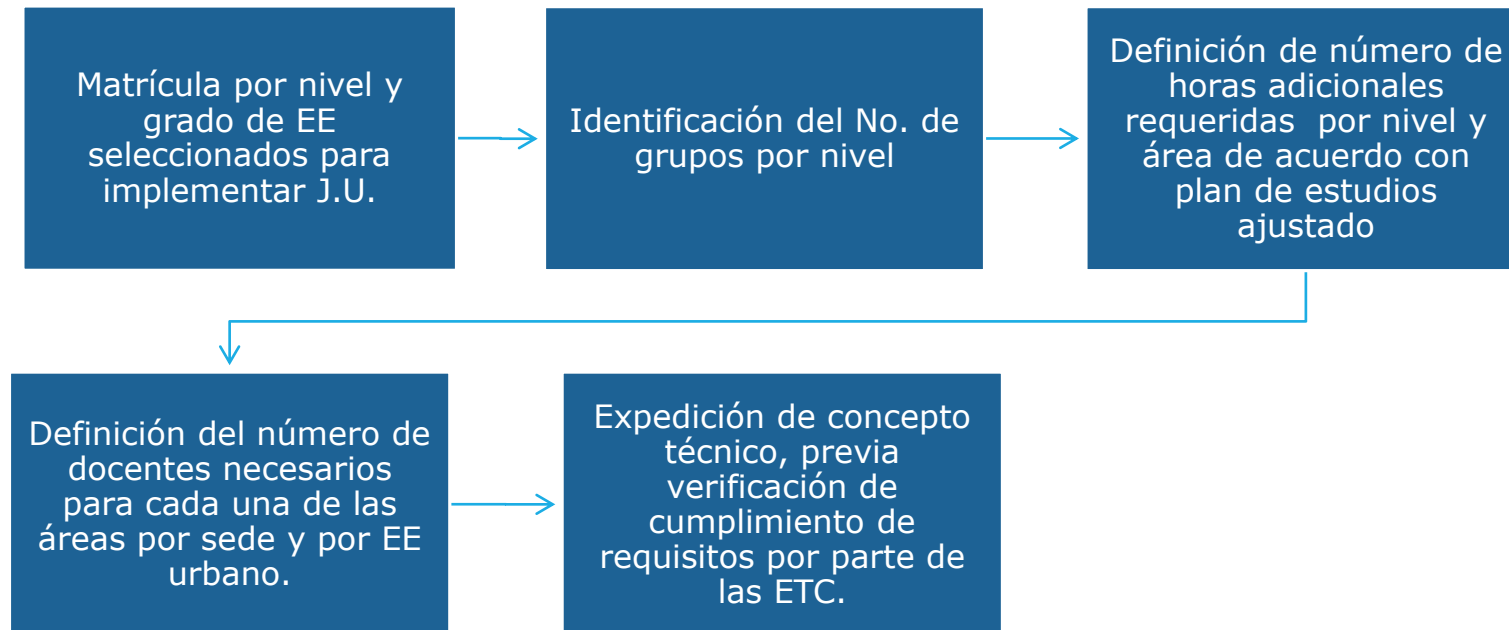 Matrícula por nivel y
grado de EE
seleccionados para
implementar J.U.
Identificación del No. de
grupos por nivel
Definición de número de
horas adicionales
requeridas por nivel y
área de acuerdo con
plan de estudios
ajustado
Definición del número de
docentes necesarios
para cada una de las
áreas por sede y por EE
urbano.
Expedición de concepto
técnico, previa
verificación de
cumplimiento de
requisitos por parte de
las ETC.